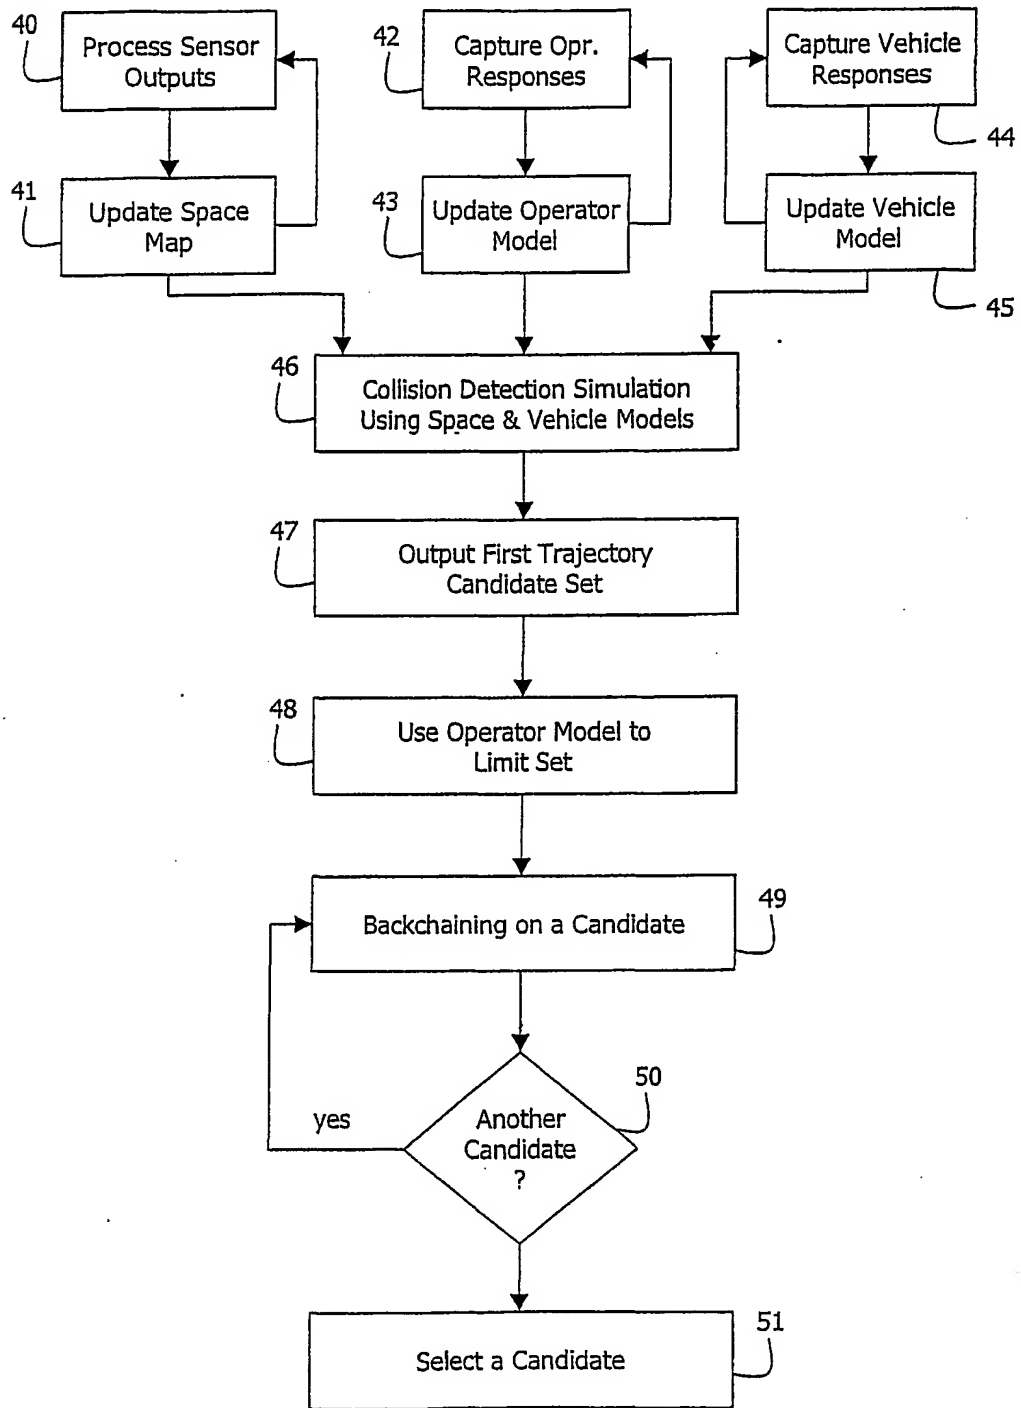 40
Process Sensor
Outputs
42
Capture Opr.
Responses
Capture Vehicle
Responses
44
41
Update Space
Map
43
Update Operator
Model
Update Vehicle
Model
45
46
Collision Detection Simulation
Using Space & Vehicle Models
47
Output First Trajectory
Candidate Set
48
Use Operator Model to
Limit Set
49
Backchaining on a Candidate
50
yes
Another
Candidate
?
51
Select a Candidate